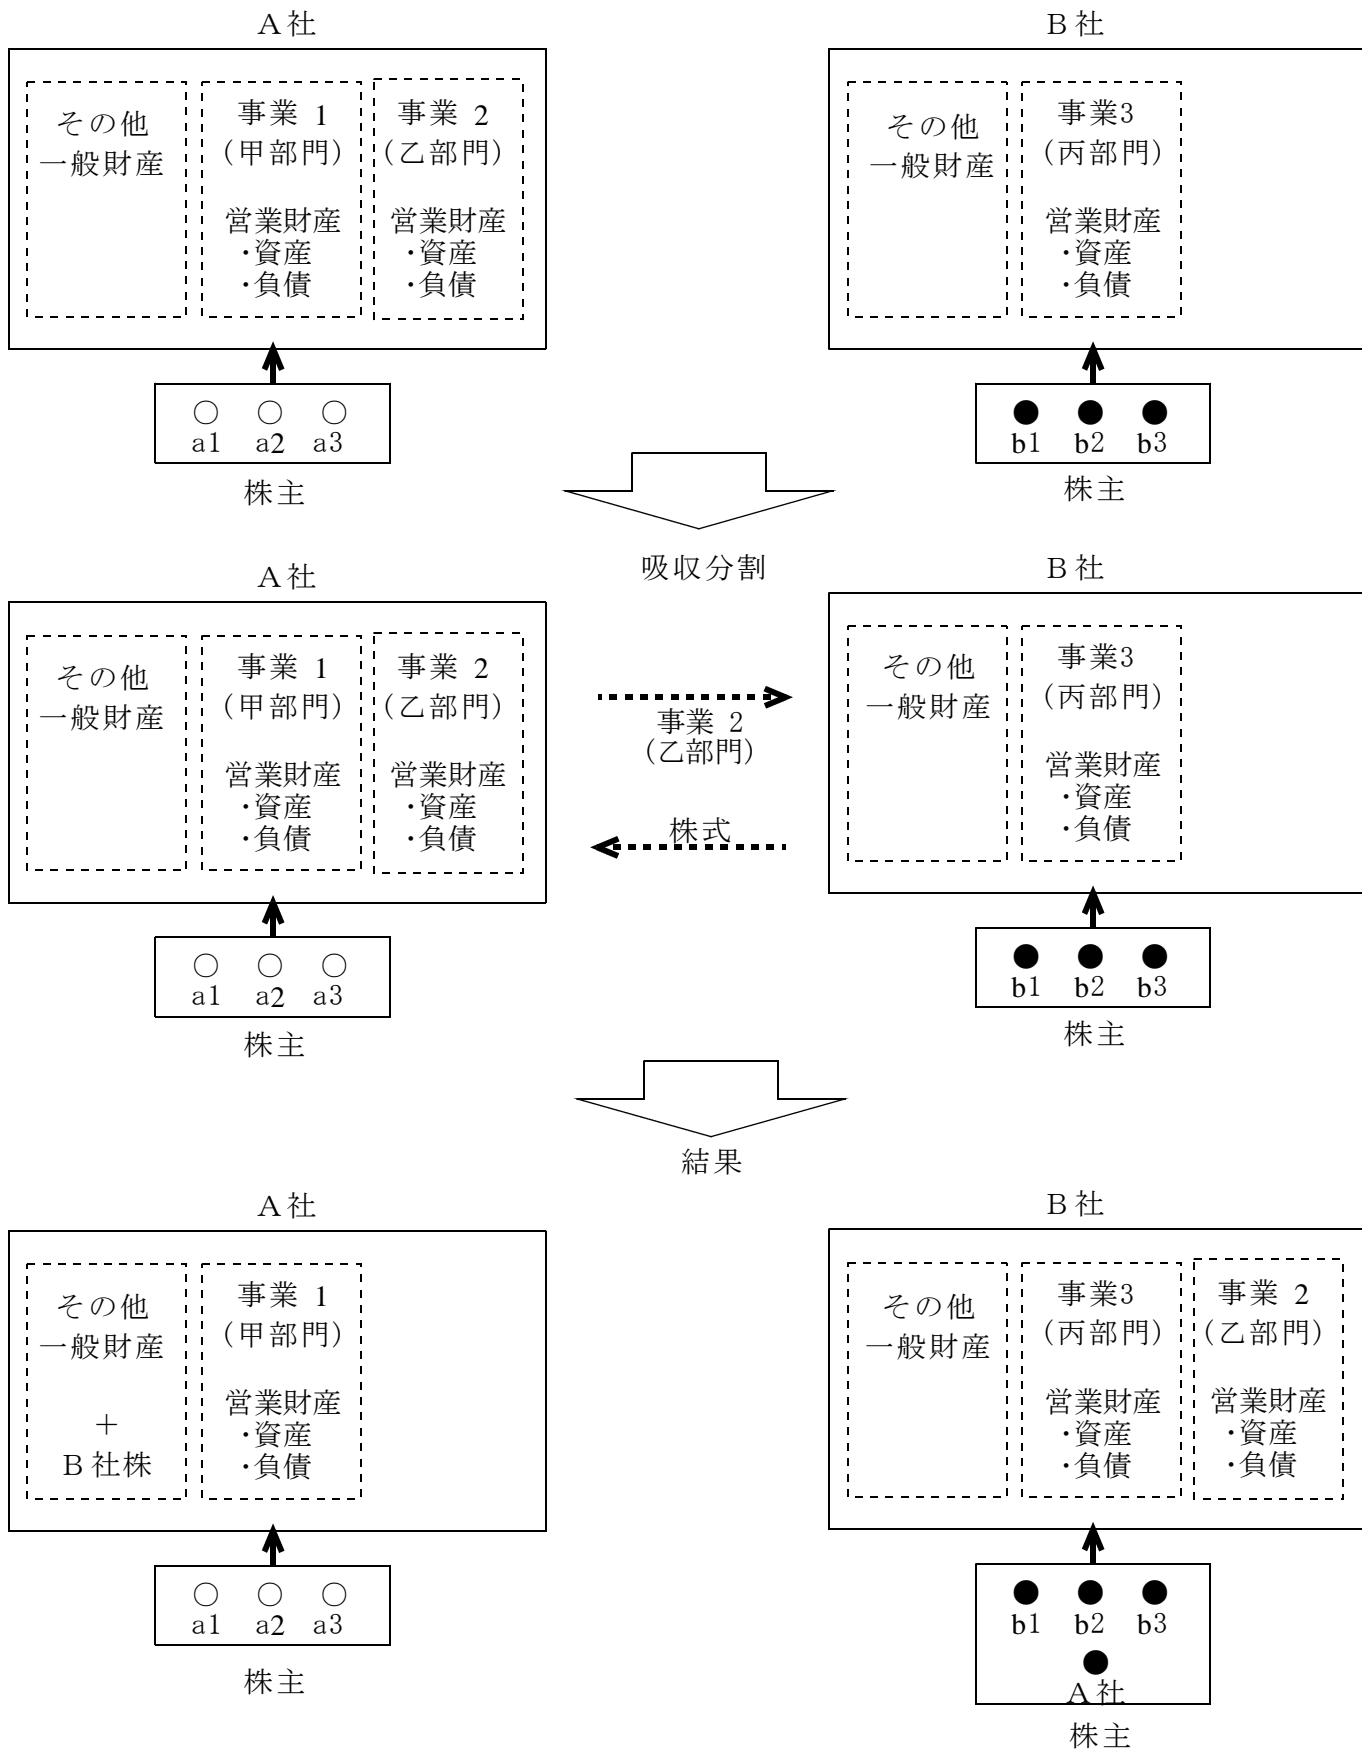 A社
その他
一般財産
事業 1
(甲部門)
営業財産
・資産
・負債
事業 2
(乙部門)
営業財産
・資産
・負債
a1 a2 a3
株主
B社
その他
一般財産
事業3
(丙部門)
営業財産
・資産
・負債
b1 b2 b3
株主
吸収分割
A社
その他
一般財産
事業 1
(甲部門)
営業財産
・資産
・負債
事業 2
(乙部門)
営業財産
・資産
・負債
a1 a2 a3
株主
事業 2
(乙部門)
株式
B社
その他
一般財産
事業3
(丙部門)
営業財産
・資産
・負債
b1 b2 b3
株主
結果
A社
その他
一般財産
＋
B社株
事業 1
(甲部門)
営業財産
・資産
・負債
a1 a2 a3
株主
B社
その他
一般財産
事業3
(丙部門)
営業財産
・資産
・負債
事業 2
(乙部門)
営業財産
・資産
・負債
b1 b2 b3
A社
株主